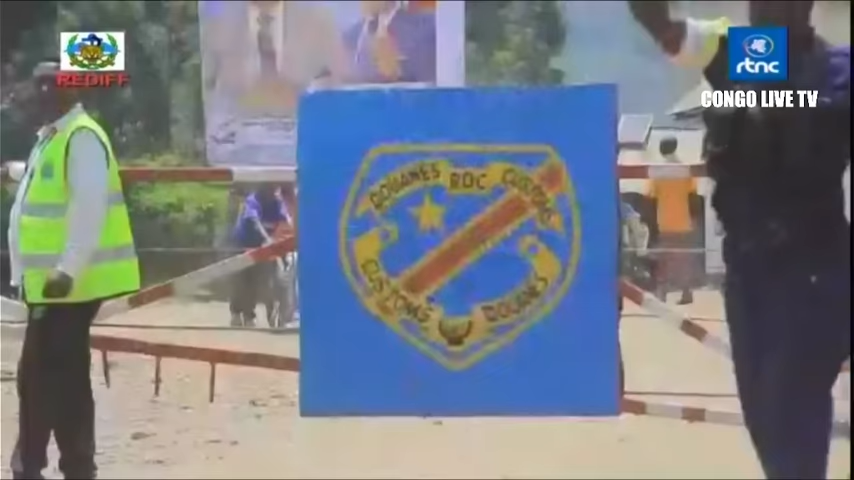 REDIFF
rtnc
CONGO LIVE TV
DOUANES RDC CUSTOMS
CUSTOMS DOUANES